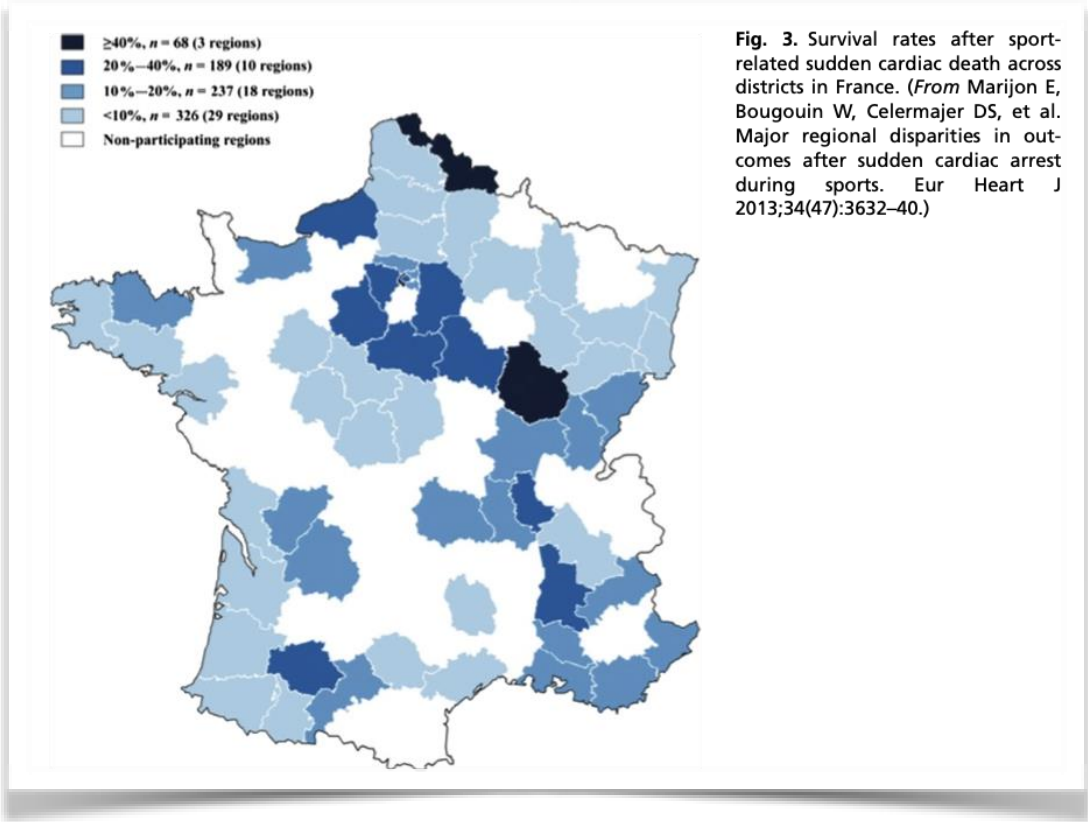 ≥40%, n = 68 (3 regions)
20%–40%, n = 189 (10 regions)
10%–20%, n = 237 (18 regions)
<10%, n = 326 (29 regions)
Non-participating regions
Fig. 3. Survival rates after sport-
related sudden cardiac death across
districts in France. (From Marijon E,
Bougouin W, Celermajer DS, et al.
Major regional disparities in out-
comes after sudden cardiac arrest
during sports. Eur Heart J
2013;34(47):3632–40.)